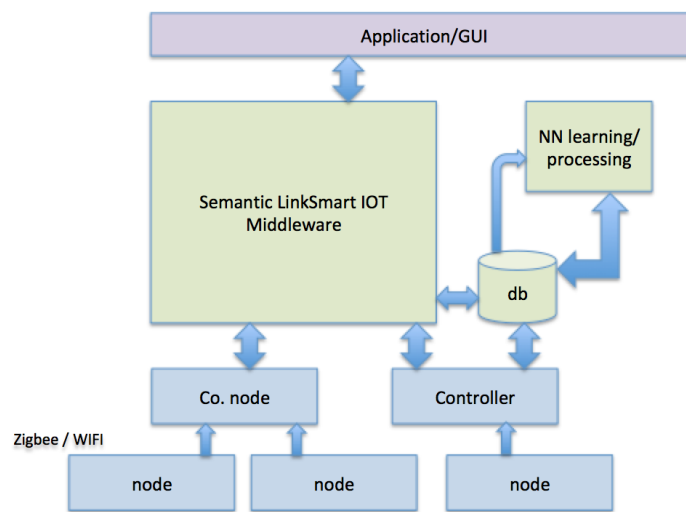 Application/GUI
NN learning/
processing
Semantic LinkSmart IOT
Middleware
db
Co. node
Controller
Zigbee / WIFI
node
node
node